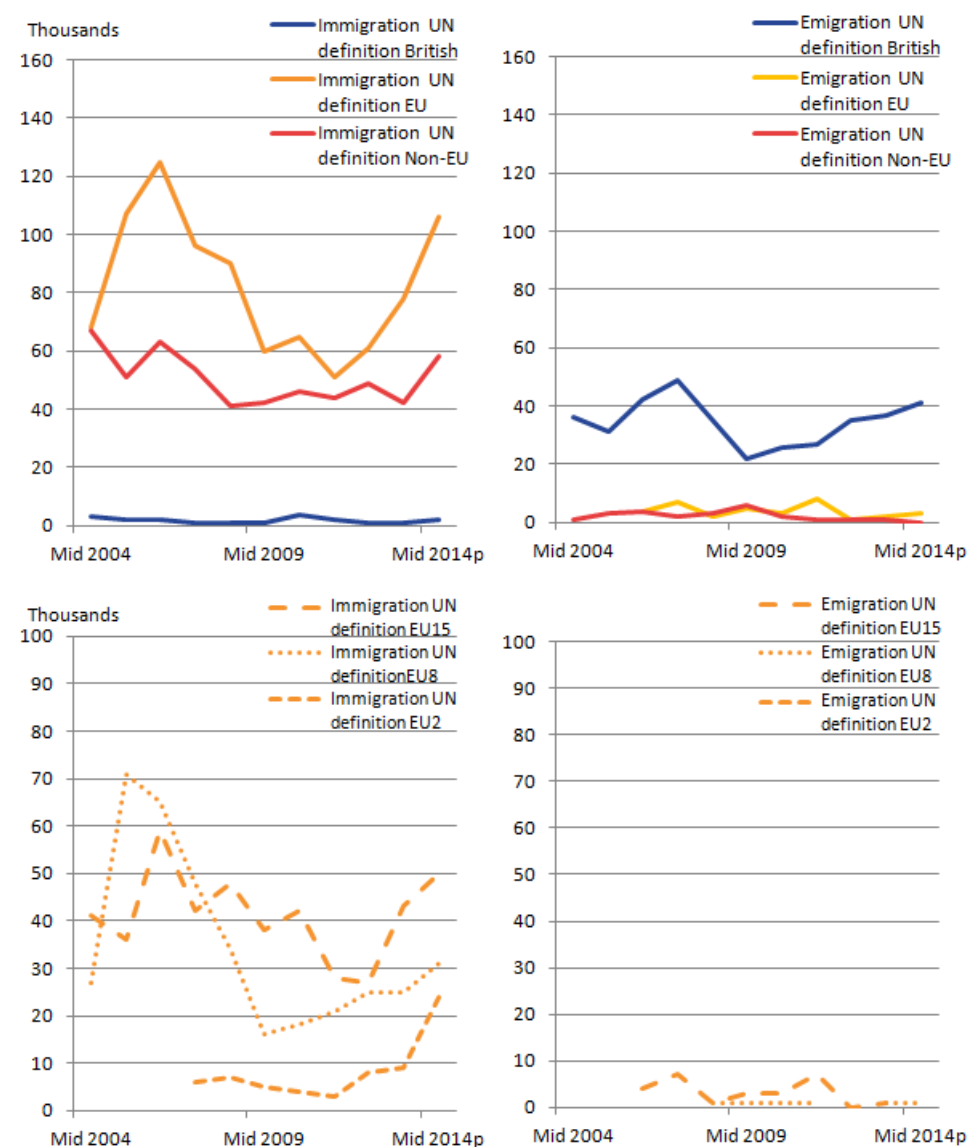 Thousands
Immigration UN
definition British
Immigration UN
definition EU
Immigration UN
definition Non-EU
160
140
120
100
80
60
40
20
0
Mid 2004
Mid 2009
Mid 2014p
Emigration UN
definition British
Emigration UN
definition EU
Emigration UN
definition Non-EU
160
140
120
100
80
60
40
20
0
Mid 2004
Mid 2009
Mid 2014p
Thousands
Immigration UN
definition EU15
Immigration UN
definitionEU8
Immigration UN
definition EU2
100
90
80
70
60
50
40
30
20
10
0
Mid 2004
Mid 2009
Mid 2014p
Emigration UN
definition EU15
Emigration UN
definition EU8
Emigration UN
definition EU2
100
90
80
70
60
50
40
30
20
10
0
Mid 2004
Mid 2009
Mid 2014p